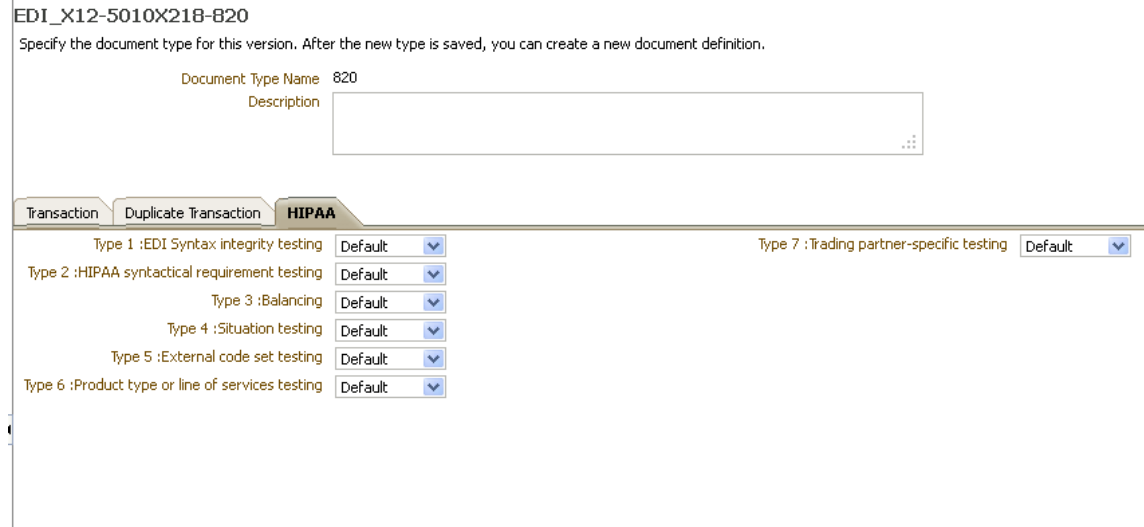 EDI_X12-5010X218-820
Specify the document type for this version. After the new type is saved, you can create a new document definition.
Document Type Name 820
Description
Transaction Duplicate Transaction HIPAA
Type 1 :EDI Syntax integrity testing Default Type 7 :Trading partner-specific testing Default
Type 2 :HIPAA syntactical requirement testing Default
Type 3 :Balancing Default
Type 4 :Situation testing Default
Type 5 :External code set testing Default
Type 6 :Product type or line of services testing Default